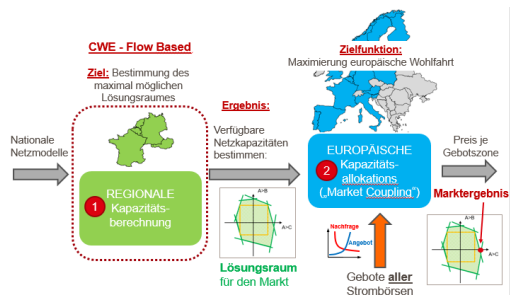 CWE - Flow Based
Ziel: Bestimmung des
maximal möglichen
Lösungsraumes
Zielfunktion:
Maximierung europäische Wohlfahrt
Nationale
Netzmodelle
1
REGIONALE
Kapazitäts-
berechnung
Ergebnis:
Verfügbare
Netzkapazitäten
bestimmen:
A>B
A>C
Lösungsraum
für den Markt
2
EUROPÄISCHE
Kapazitäts-
allokations
(„Market Coupling")
Nachfrage
Angebot
Gebote aller
Strombörsen
Preis je
Gebotszone
Marktergebnis
A>B
A>C